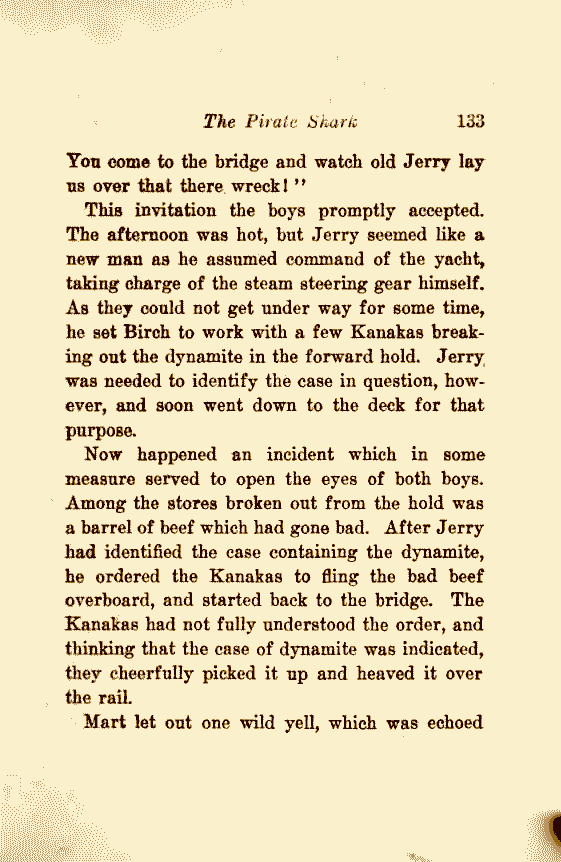 The Pirate Shark 133
You come to the bridge and watch old Jerry lay
us over that there wreck! ”
This invitation the boys promptly accepted.
The afternoon was hot, but Jerry seemed like a
new man as he assumed command of the yacht,
taking charge of the steam steering gear himself.
As they could not get under way for some time,
he set Birch to work with a few Kanakas break-
ing out the dynamite in the forward hold. Jerry
was needed to identify the case in question, how-
ever, and soon went down to the deck for that
purpose.
Now happened an incident which in some
measure served to open the eyes of both boys.
Among the stores broken out from the hold was
a barrel of beef which had gone bad. After Jerry
had identified the case containing the dynamite,
he ordered the Kanakas to fling the bad beef
overboard, and started back to the bridge. The
Kanakas had not fully understood the order, and
thinking that the case of dynamite was indicated,
they cheerfully picked it up and heaved it over
the rail.
Mart let out one wild yell, which was echoed